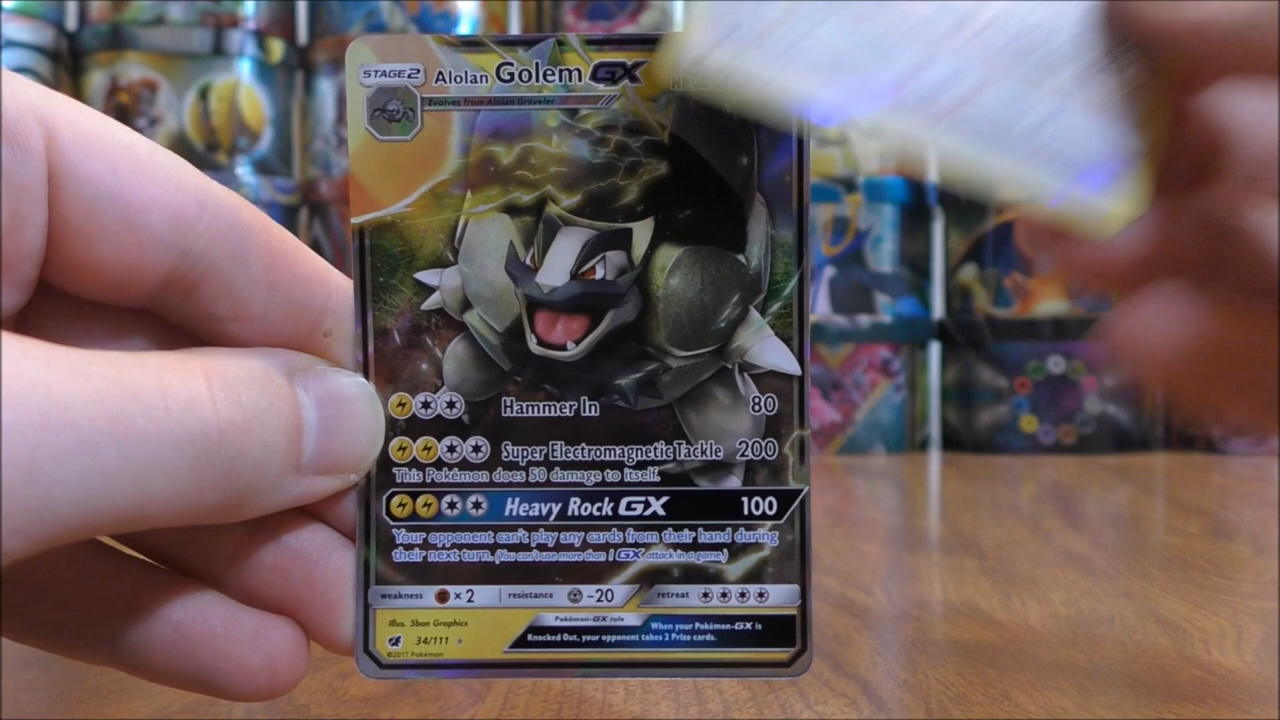 STAGE2 Alolan Golem GX
Evolves from Alolan Graveler
Hammer In 80
Super Electromagnetic Tackle 200
This Pokémon does 50 damage to itself.
Heavy Rock GX 100
Your opponent can't play any cards from their hand during
their next turn. (You can't use more than 1 GX attack in a game.)
weakness × 2 resistance -20 retreat
Illus. 5ban Graphics
Pokémon-GX rule
When your Pokémon-GX is
Knocked Out, your opponent takes 2 Prize cards.
34/111
©2017 Pokémon